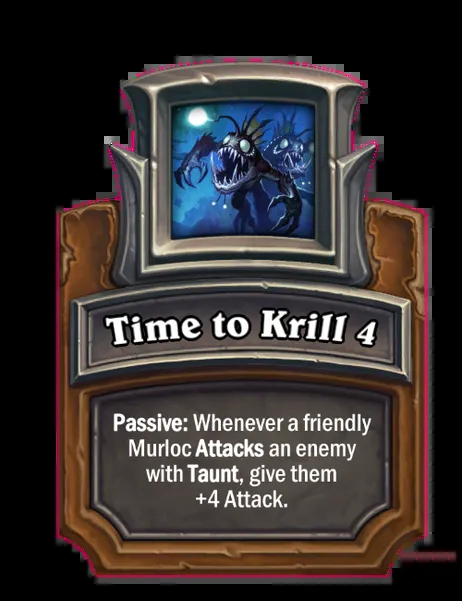 Time to Krill 4
Passive: Whenever a friendly
Murloc Attacks an enemy
with Taunt, give them
+4 Attack.